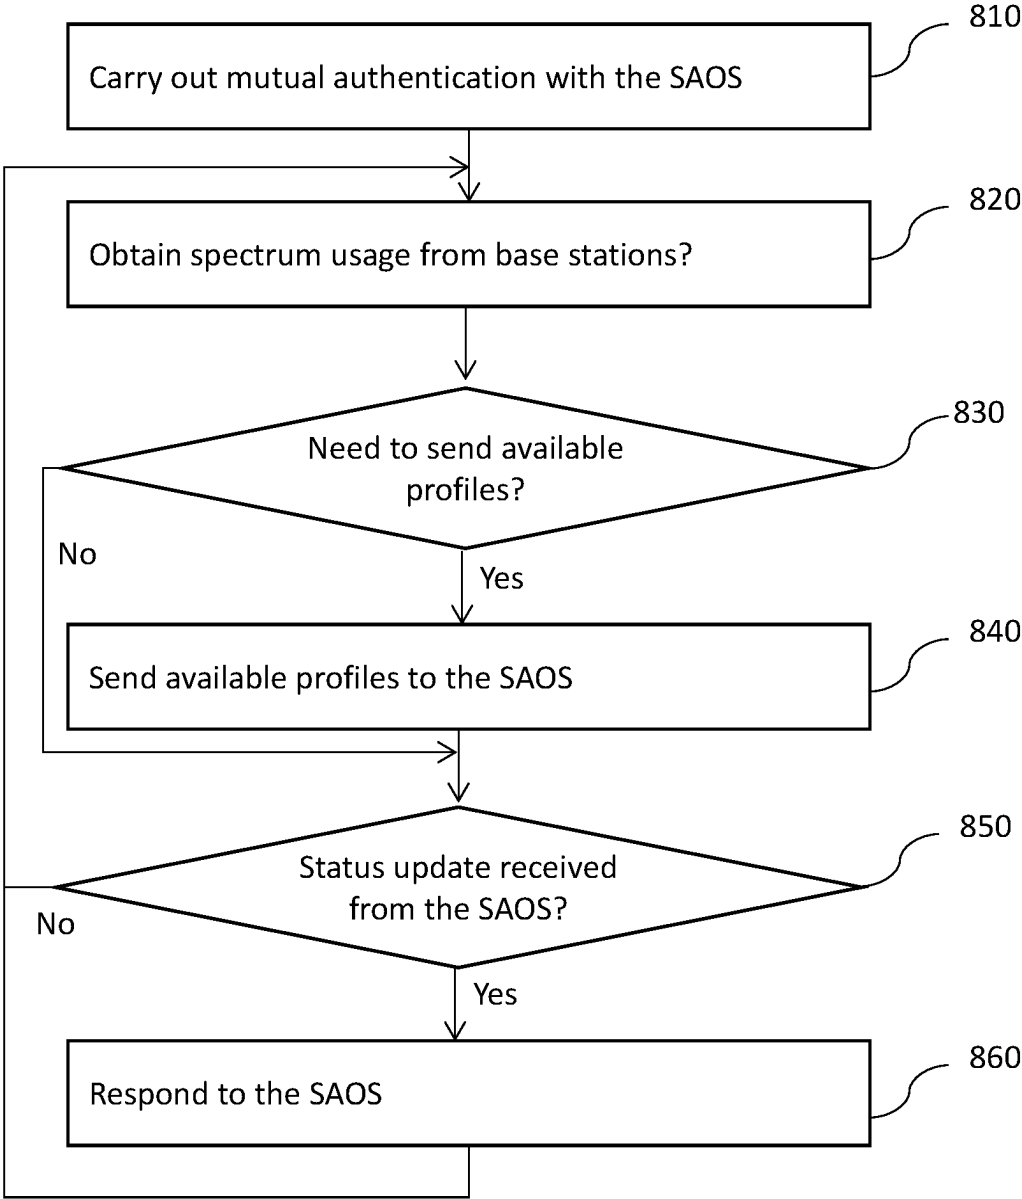 810
Carry out mutual authentication with the SAOS
820
Obtain spectrum usage from base stations?
830
Need to send available
profiles?
No
Yes
840
Send available profiles to the SAOS
850
Status update received
from the SAOS?
No
Yes
860
Respond to the SAOS